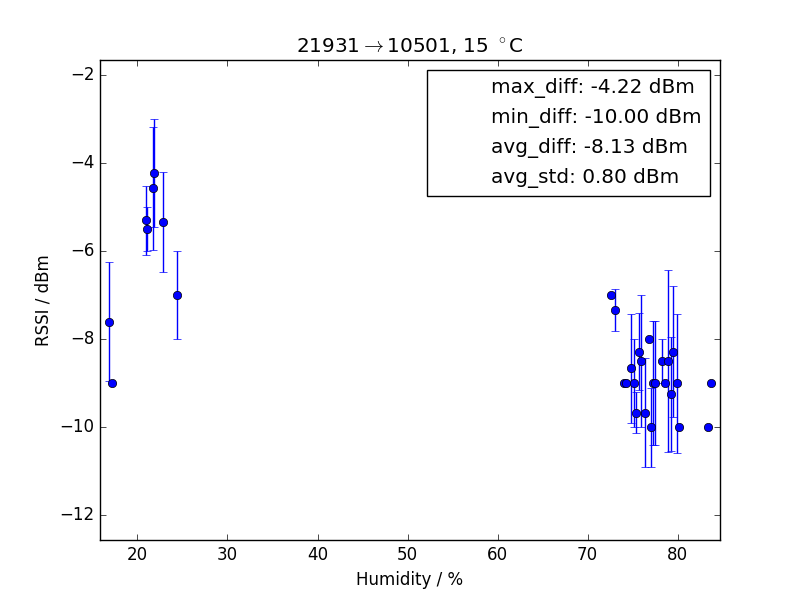 21931→10501, 15 °C
max_diff: -4.22 dBm
min_diff: -10.00 dBm
avg_diff: -8.13 dBm
avg_std: 0.80 dBm
RSSI / dBm
−2
−4
−6
−8
−10
−12
20 30 40 50 60 70 80
Humidity / %